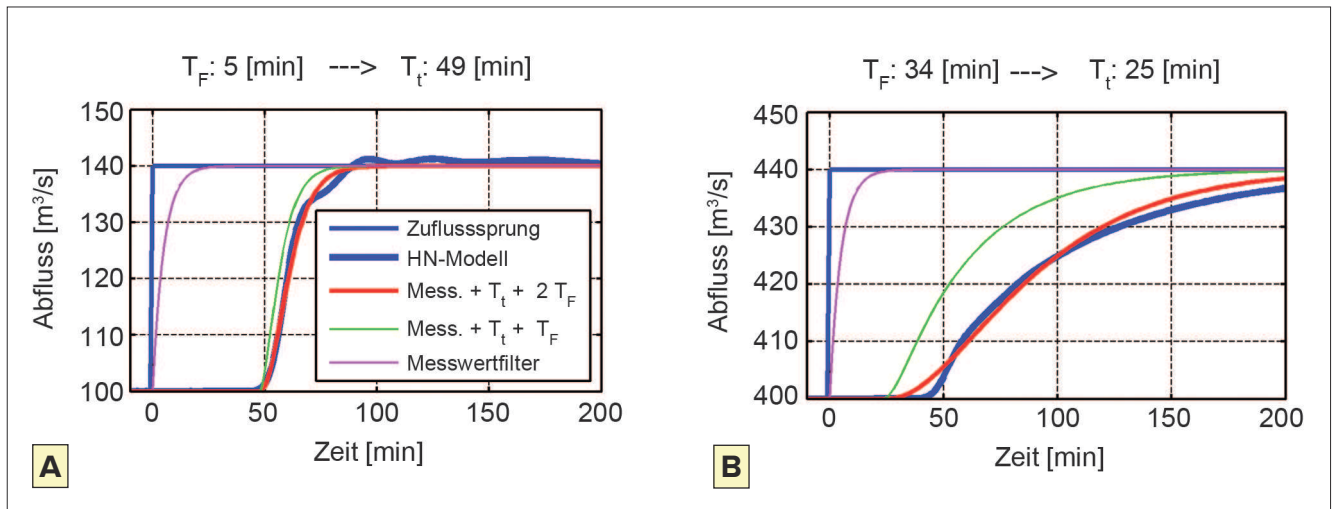 T_F: 5 [min] ---> T_t: 49 [min]
150
140
130
120
110
100
Abfluss [m³/s]
0 50 100 150 200
Zeit [min]
Zuflusssprung
HN-Modell
Mess. + T_t + 2 T_F
Mess. + T_t + T_F
Messwertfilter
A
T_F: 34 [min] ---> T_t: 25 [min]
450
440
430
420
410
400
Abfluss [m³/s]
0 50 100 150 200
Zeit [min]
B